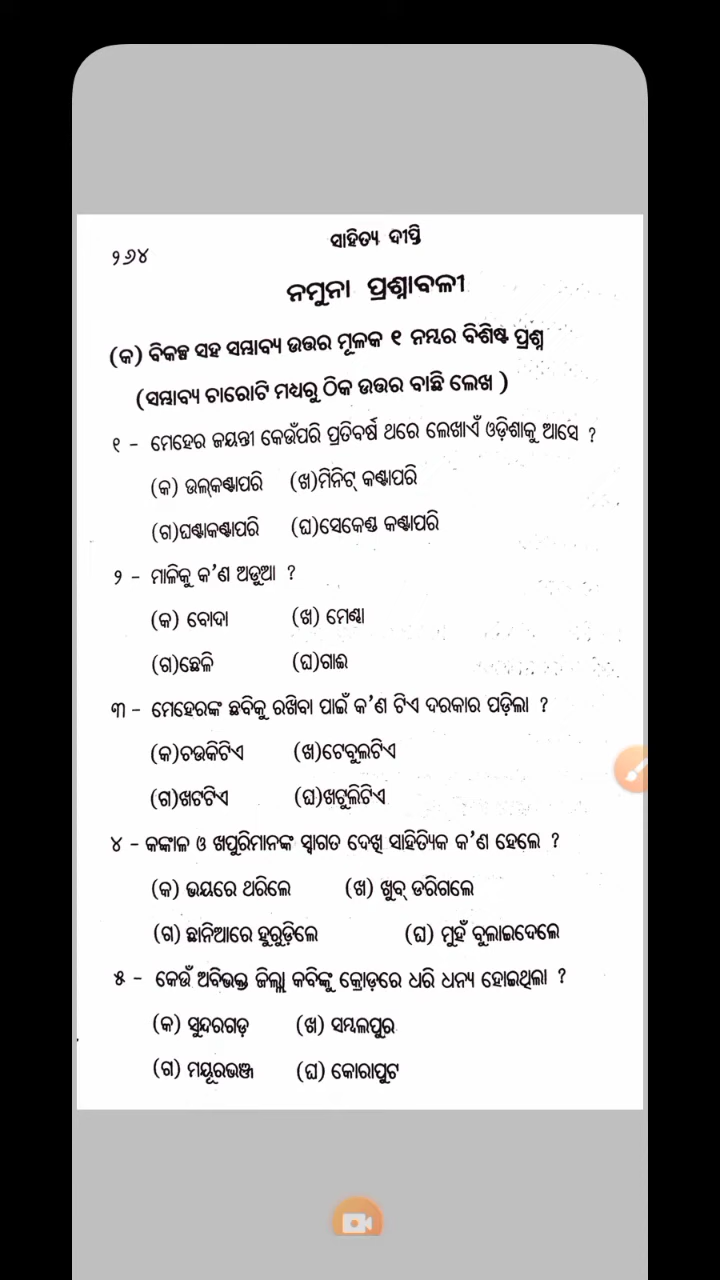 ୨୬୪
ସାହିତ୍ୟ ଦୀପ୍ତି
ନମୁନା ପ୍ରଶ୍ନାବଳୀ
(କ) ବିକଳ୍ପ ସହ ସମ୍ଭାବ୍ୟ ଉତ୍ତର ମୂଳକ ୧ ନମ୍ବର ବିଶିଷ୍ଟ ପ୍ରଶ୍ନ
(ସମ୍ଭାବ୍ୟ ଚାରୋଟି ମଧ୍ୟରୁ ଠିକ ଉତ୍ତର ବାଛି ଲେଖ )
୧ - ମେହେର ଜୟନ୍ତୀ କେଉଁପରି ପ୍ରତିବର୍ଷ ଥରେ ଲେଖାଏଁ ଓଡ଼ିଶାକୁ ଆସେ ?
(କ) ଉଲ୍‌କଣ୍ଟାପରି (ଖ)ମିନିଟ୍ କଣ୍ଟାପରି
(ଗ)ଘଣ୍ଟାକଣ୍ଟାପରି (ଘ)ସେକେଣ୍ଡ କଣ୍ଟାପରି
୨ - ମାଳିକୁ କ'ଣ ଅଡୁଆ ?
(କ) ବୋଦା (ଖ) ମେଣ୍ଢା
(ଗ)ଛେଳି (ଘ)ଗାଈ
୩ - ମେହେରଙ୍କ ଛବିକୁ ରଖିବା ପାଇଁ କ'ଣ ଟିଏ ଦରକାର ପଡ଼ିଲା ?
(କ)ଚଉକିଟିଏ (ଖ)ଟେବୁଲଟିଏ
(ଗ)ଖଟଟିଏ (ଘ)ଖଟୁଲିଟିଏ
୪ - କଙ୍କାଳ ଓ ଖପୁରିମାନଙ୍କ ସ୍ୱାଗତ ଦେଖି ସାହିତ୍ୟିକ କ'ଣ ହେଲେ ?
(କ) ଭୟରେ ଥରିଲେ (ଖ) ଖୁବ୍ ଡରିଗଲେ
(ଗ) ଛାନିଆରେ ହୁରୁଡ଼ିଲେ (ଘ) ମୁହଁ ବୁଲାଇଦେଲେ
୫ - କେଉଁ ଅବିଭକ୍ତ ଜିଲ୍ଲା କବିଙ୍କୁ କ୍ରୋଡ଼ରେ ଧରି ଧନ୍ୟ ହୋଇଥିଲା ?
(କ) ସୁନ୍ଦରଗଡ଼ (ଖ) ସମ୍ବଲପୁର
(ଗ) ମୟୂରଭଞ୍ଜ (ଘ) କୋରାପୁଟ